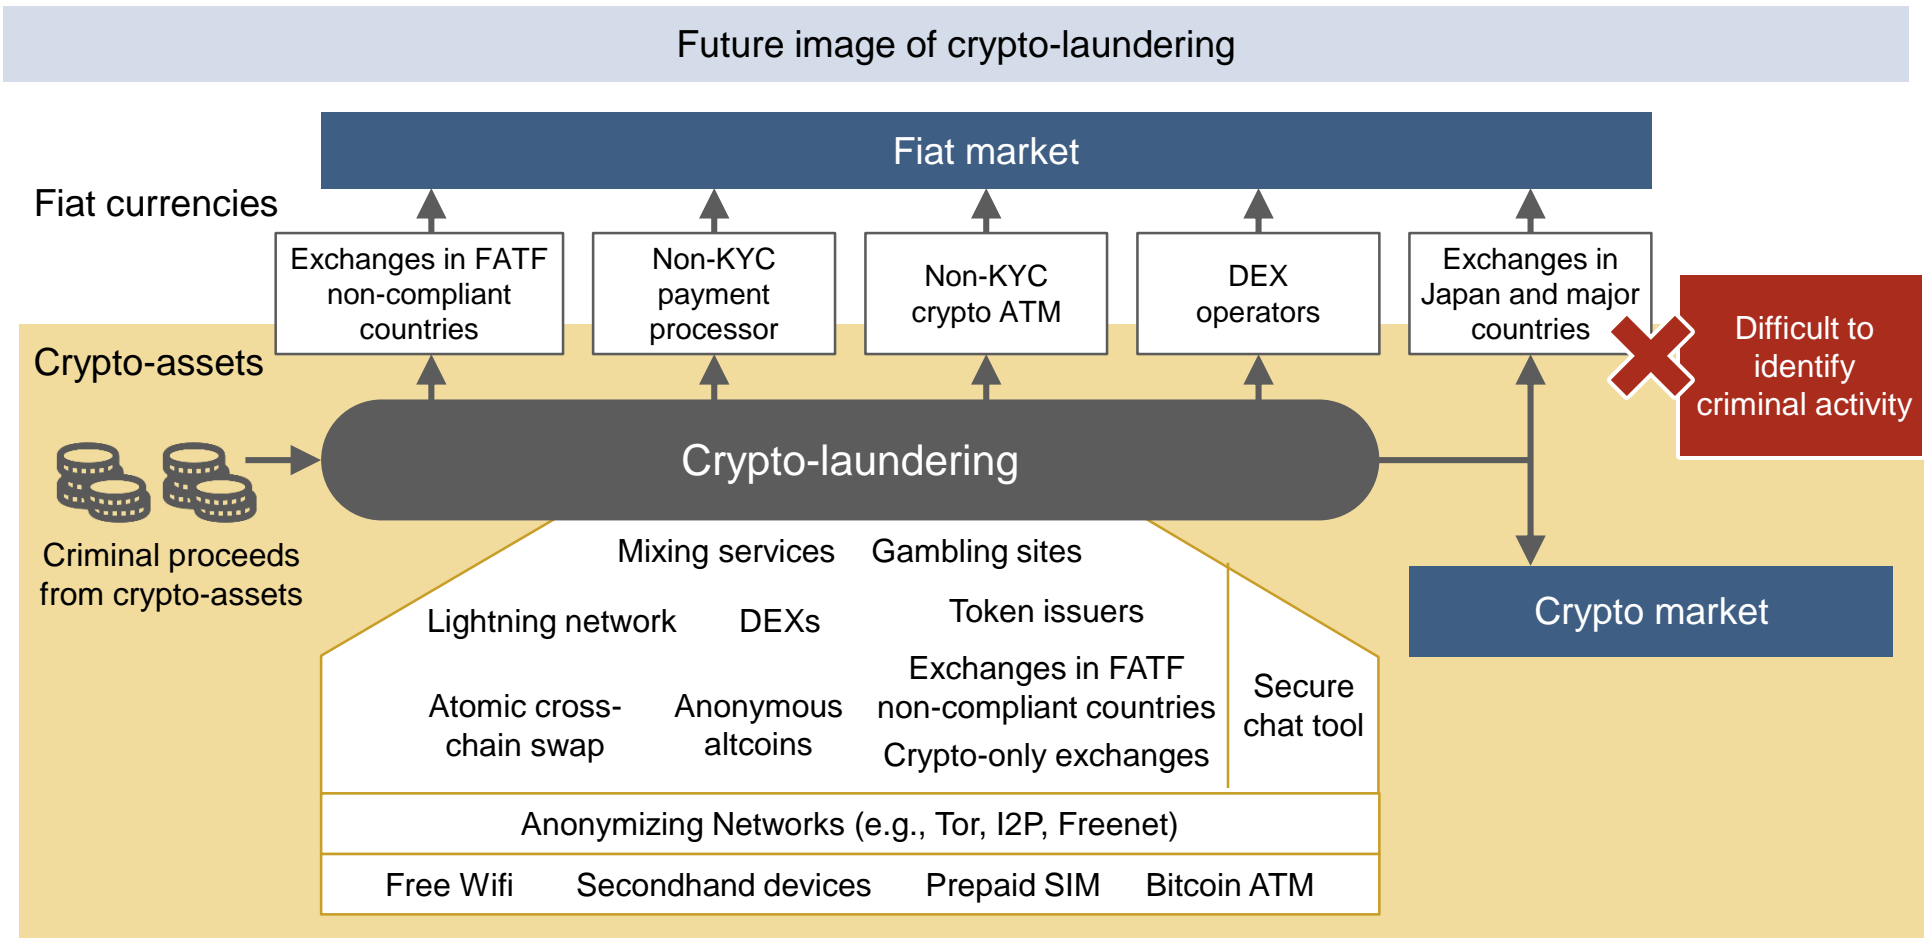 Future image of crypto-laundering
Fiat market
Fiat currencies
Exchanges in FATF
non-compliant
countries
Non-KYC
payment
processor
Non-KYC
crypto ATM
DEX
operators
Exchanges in
Japan and major
countries
Difficult to
identify
criminal activity
Crypto-assets
Crypto-laundering
Criminal proceeds
from crypto-assets
Mixing services
Gambling sites
Lightning network
DEXs
Token issuers
Atomic cross-
chain swap
Anonymous
altcoins
Exchanges in FATF
non-compliant countries
Crypto-only exchanges
Secure
chat tool
Crypto market
Anonymizing Networks (e.g., Tor, I2P, Freenet)
Free Wifi
Secondhand devices
Prepaid SIM
Bitcoin ATM